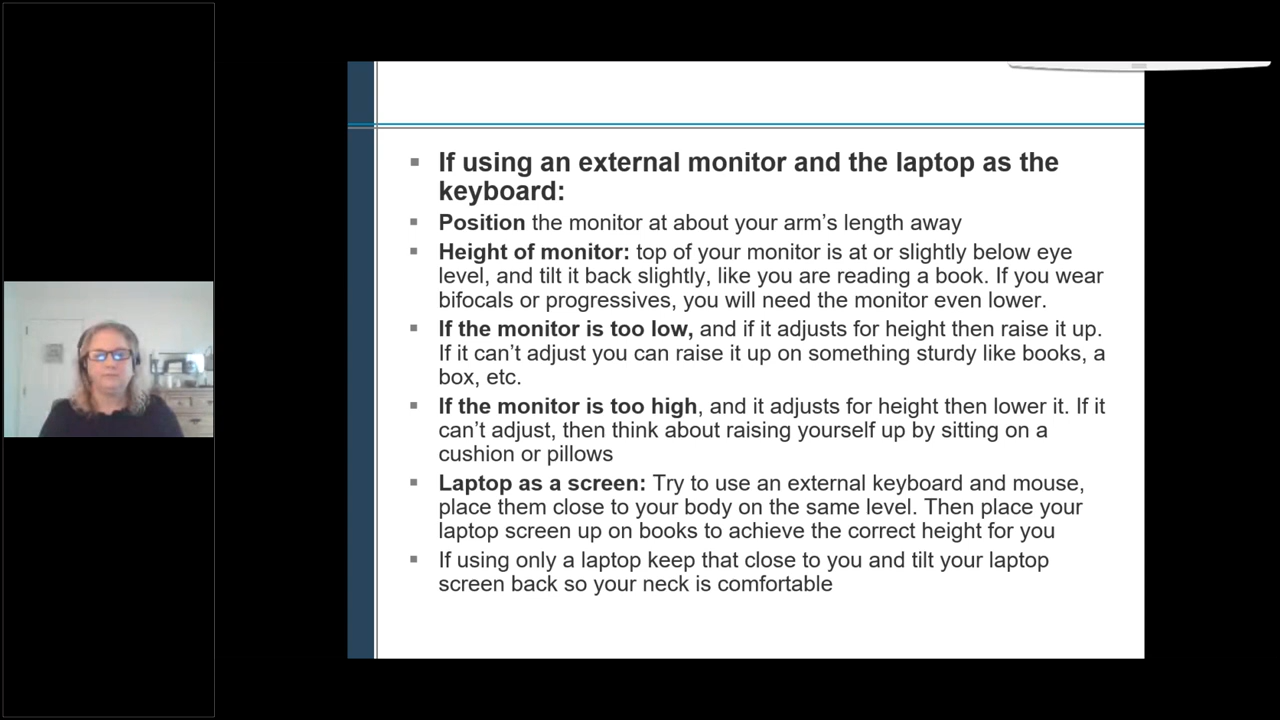 If using an external monitor and the laptop as the
keyboard:
Position the monitor at about your arm’s length away
Height of monitor: top of your monitor is at or slightly below eye
level, and tilt it back slightly, like you are reading a book. If you wear
bifocals or progressives, you will need the monitor even lower.
If the monitor is too low, and if it adjusts for height then raise it up.
If it can’t adjust you can raise it up on something sturdy like books, a
box, etc.
If the monitor is too high, and it adjusts for height then lower it. If it
can’t adjust, then think about raising yourself up by sitting on a
cushion or pillows
Laptop as a screen: Try to use an external keyboard and mouse,
place them close to your body on the same level. Then place your
laptop screen up on books to achieve the correct height for you
If using only a laptop keep that close to you and tilt your laptop
screen back so your neck is comfortable